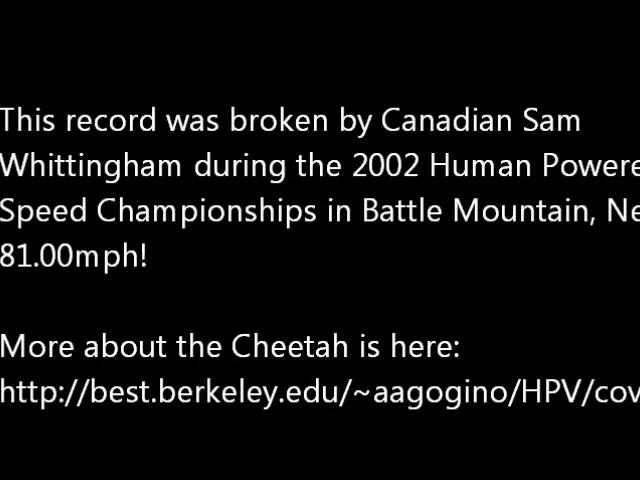 This record was broken by Canadian Sam
Whittingham during the 2002 Human Powere
Speed Championships in Battle Mountain, Ne
81.00mph!
More about the Cheetah is here:
http://best.berkeley.edu/~aagogino/HPV/cov